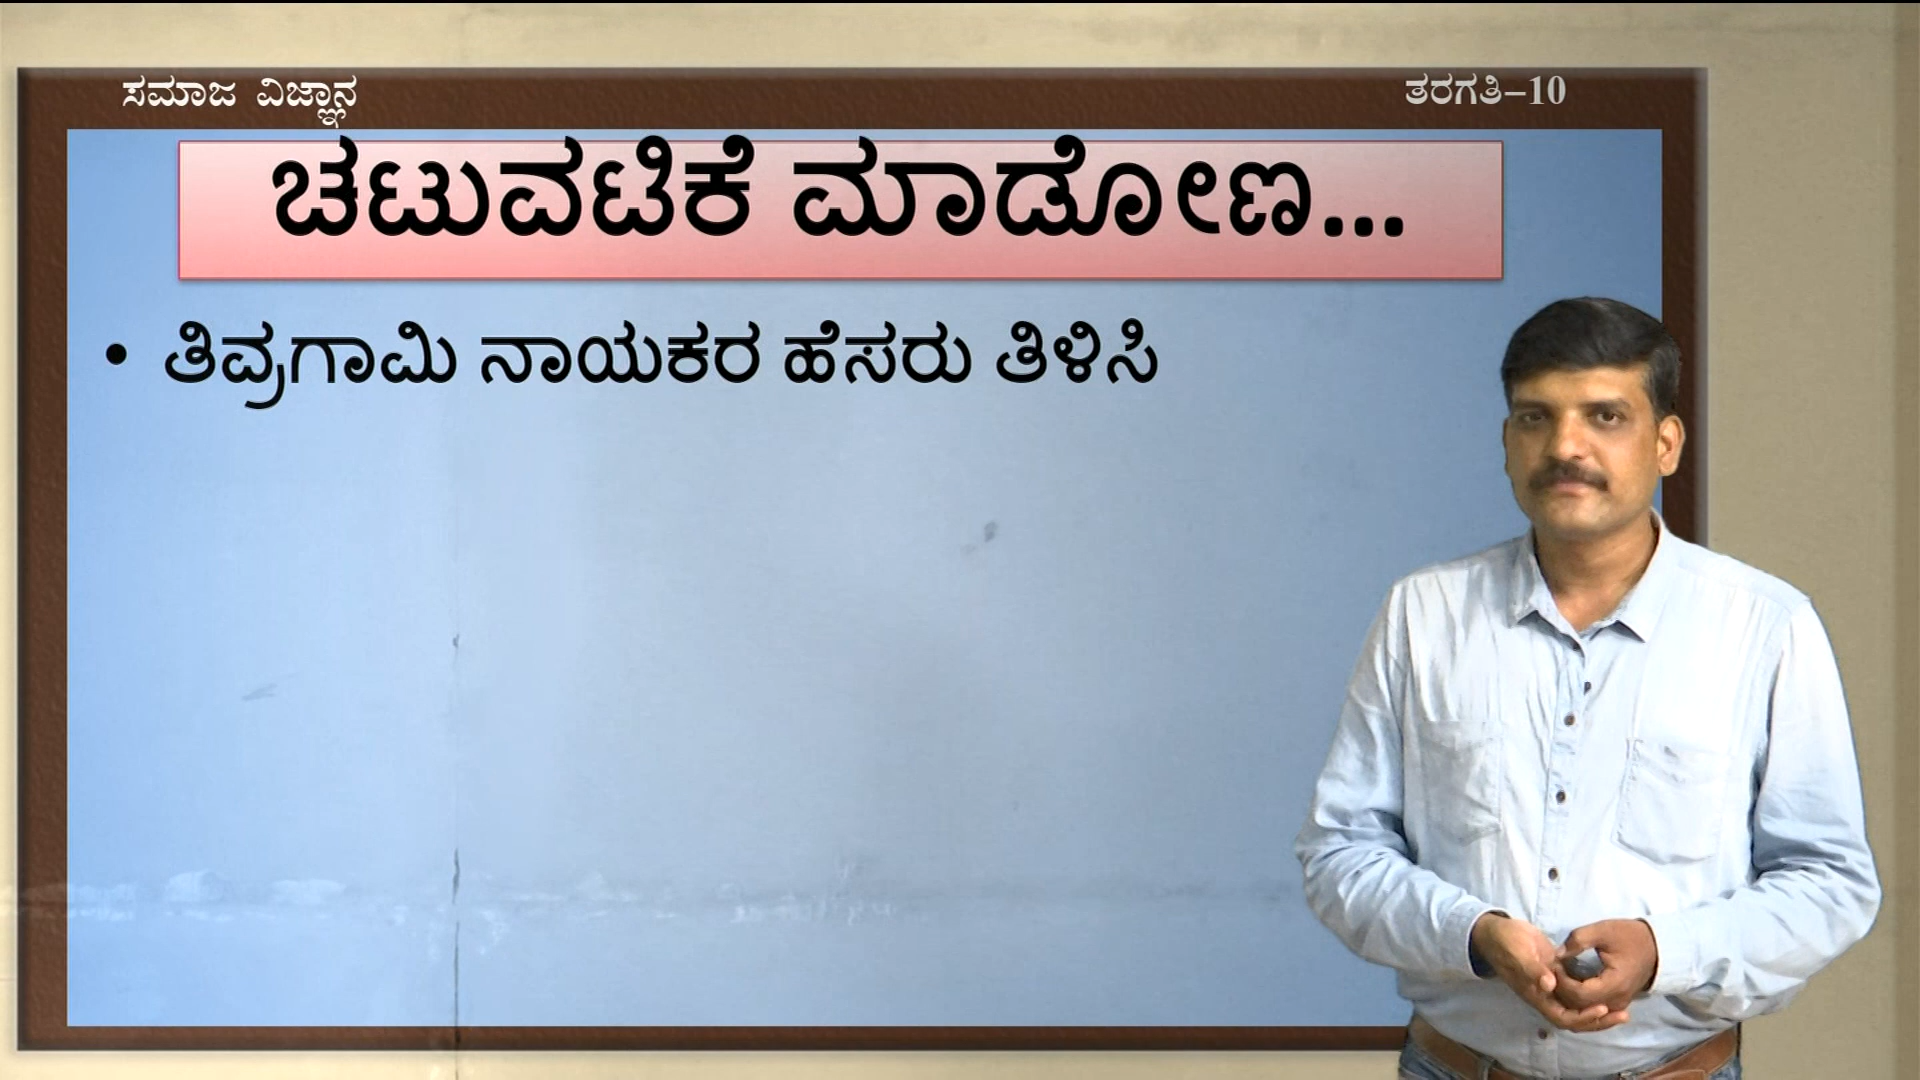 ಸಮಾಜ ವಿಜ್ಞಾನ
ತರಗತಿ-10
ಚಟುವಟಿಕೆ ಮಾಡೋಣ...
• ತಿವ್ರಗಾಮಿ ನಾಯಕರ ಹೆಸರು ತಿಳಿಸಿ